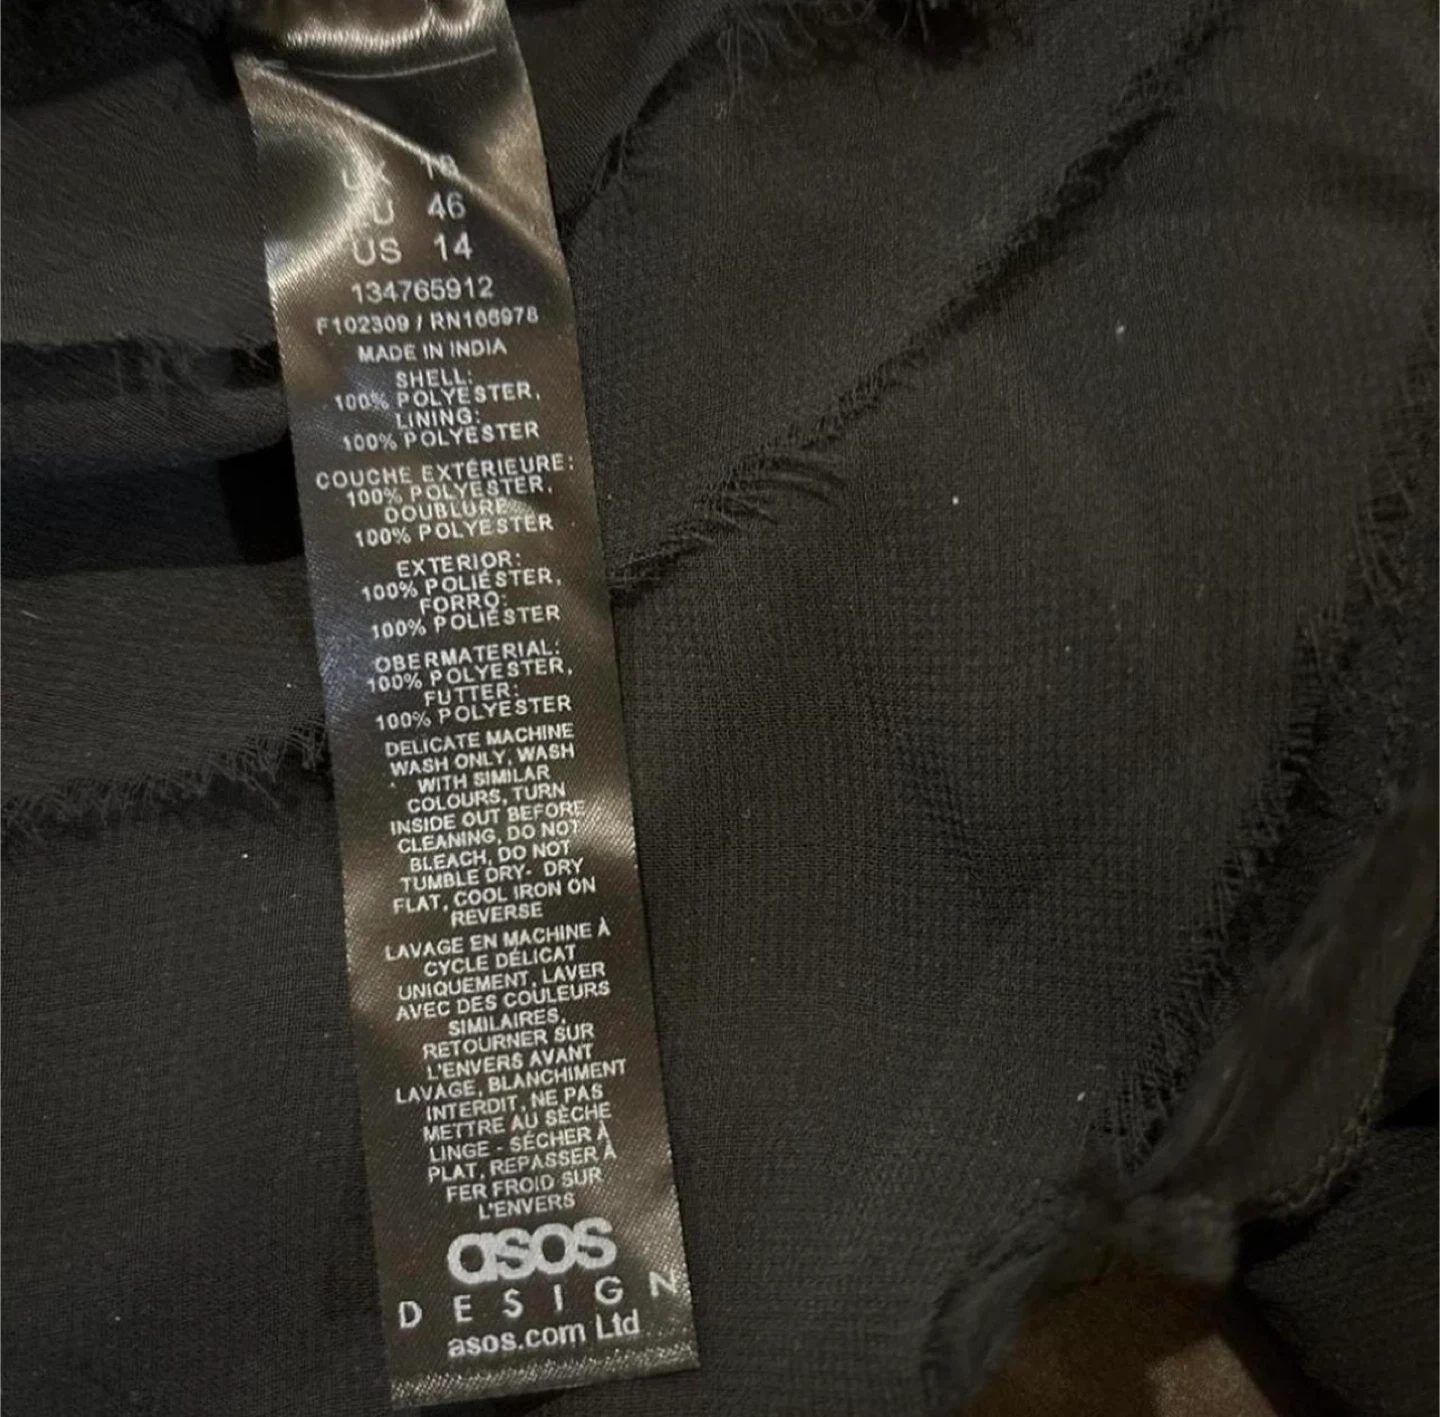 UK 18
EU 46
US 14
134765912
F102309 / RN106978
MADE IN INDIA
SHELL:
100% POLYESTER,
LINING:
100% POLYESTER
COUCHE EXTÉRIEURE:
100% POLYESTER,
DOUBLURE:
100% POLYESTER
EXTERIOR:
100% POLIÉSTER,
FORRO:
100% POLIÉSTER
OBERMATERIAL:
100% POLYESTER,
FUTTER:
100% POLYESTER
DELICATE MACHINE
WASH ONLY, WASH
WITH SIMILAR
COLOURS, TURN
INSIDE OUT BEFORE
CLEANING, DO NOT
BLEACH, DO NOT
TUMBLE DRY- DRY
FLAT, COOL IRON ON
REVERSE
LAVAGE EN MACHINE À
CYCLE DÉLICAT
UNIQUEMENT, LAVER
AVEC DES COULEURS
SIMILAIRES,
RETOURNER SUR
L'ENVERS AVANT
LAVAGE, BLANCHIMENT
INTERDIT, NE PAS
METTRE AU SÈCHE
LINGE - SÉCHER À
PLAT, REPASSER À
FER FROID SUR
L'ENVERS
asos
DESIGN
asos.com Ltd